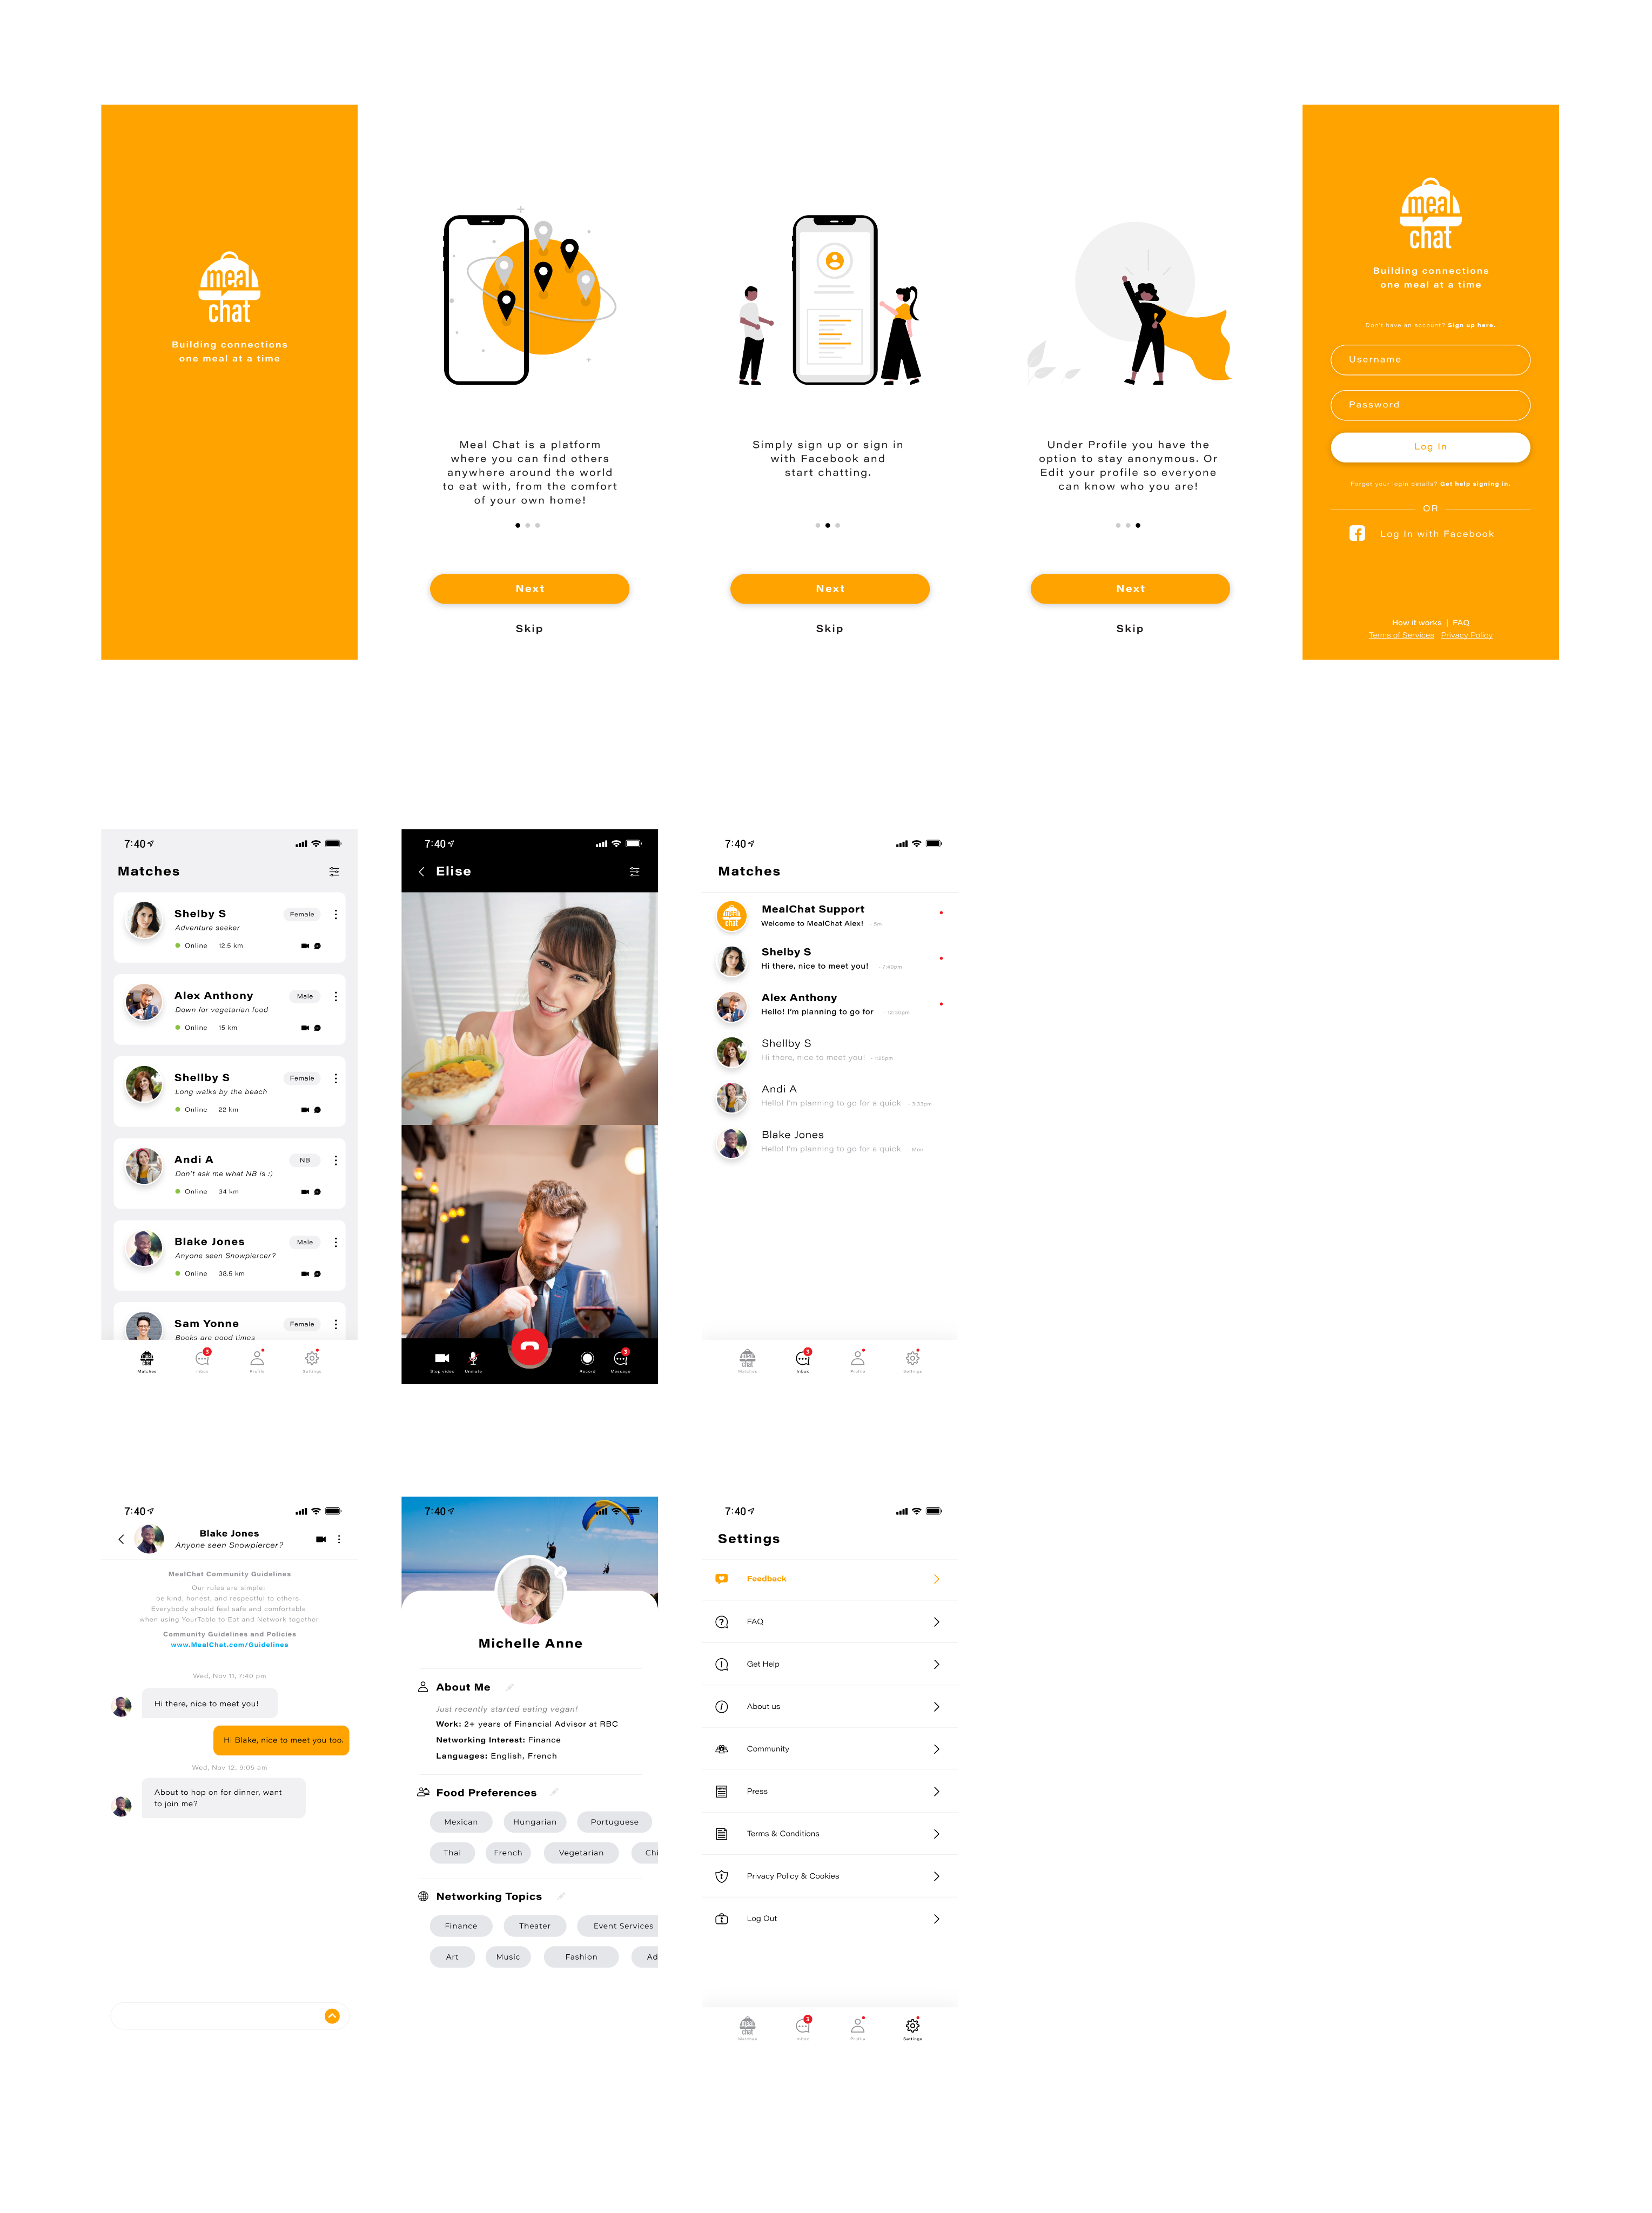 meal
chat
Building connections
one meal at a time
Meal Chat is a platform
where you can find others
anywhere around the world
to eat with, from the comfort
of your own home!
Next
Skip
Simply sign up or sign in
with Facebook and
start chatting.
Next
Skip
Under Profile you have the
option to stay anonymous. Or
Edit your profile so everyone
can know who you are!
Next
Skip
meal
chat
Building connections
one meal at a time
Don't have an account? Sign up here.
Username
Password
Log In
Forgot your login details? Get help signing in.
OR
Log In with Facebook
How it works | FAQ
Terms of Services Privacy Policy
7:40
Matches
Shelby S Female
Adventure seeker
Online 12.5 km
Alex Anthony Male
Down for vegetarian food
Online 15 km
Shellby S Female
Long walks by the beach
Online 22 km
Andi A NB
Don't ask me what NB is :)
Online 34 km
Blake Jones Male
Anyone seen Snowpiercer?
Online 38.5 km
Sam Yonne Female
Books are good times
meal
chat
3
Matches Inbox Profile Settings
7:40
Elise
3
Stop video Unmute Record Message
7:40
Matches
meal
chat
MealChat Support
Welcome to MealChat Alex! · 5m
Shelby S
Hi there, nice to meet you! · 7:40pm
Alex Anthony
Hello! I'm planning to go for · 12:30pm
Shellby S
Hi there, nice to meet you! · 1:25pm
Andi A
Hello! I'm planning to go for a quick · 3:33pm
Blake Jones
Hello! I'm planning to go for a quick · Mon
meal
chat
3
Matches Inbox Profile Settings
7:40
Blake Jones
Anyone seen Snowpiercer?
MealChat Community Guidelines
Our rules are simple:
be kind, honest, and respectful to others.
Everybody should feel safe and comfortable
when using YourTable to Eat and Network together.
Community Guidelines and Policies
www.MealChat.com/Guidelines
Wed, Nov 11, 7:40 pm
Hi there, nice to meet you!
Hi Blake, nice to meet you too.
Wed, Nov 12, 9:05 am
About to hop on for dinner, want
to join me?
7:40
Michelle Anne
About Me
Just recently started eating vegan!
Work: 2+ years of Financial Advisor at RBC
Networking Interest: Finance
Languages: English, French
Food Preferences
Mexican Hungarian Portuguese
Thai French Vegetarian Chi
Networking Topics
Finance Theater Event Services
Art Music Fashion Ad
7:40
Settings
Feedback
FAQ
Get Help
About us
Community
Press
Terms & Conditions
Privacy Policy & Cookies
Log Out
meal
chat
3
Matches Inbox Profile Settings